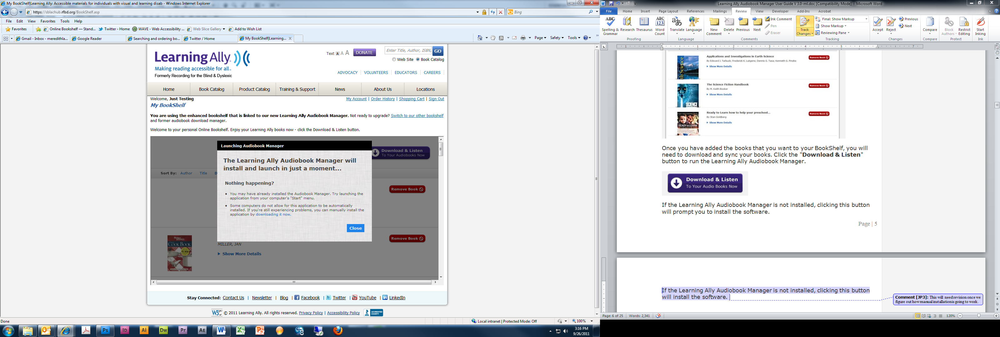 My BookShelf|Learning Ally: Accessible materials for individuals with visual and learning disab - Windows Internet Explorer
https://sblachub.rfbd.org/BookShelf.asp
Bing
File Edit View Favorites Tools Help
Favorites Online Bookshelf — Stand... Twitter - Home WAVE - Web Accessibility ... Web Slice Gallery Add to Wish List
Gmail - Inbox - meredithla... Google Reader Searching and ordering bo... Twitter / Home My BookShelf|Learning... Page Safety Tools
Learning Ally™
Making reading accessible for all™
Formerly Recording for the Blind & Dyslexic
Text A A A DONATE
Enter Title, Author, ISBN, GO
Web Site Book Catalog
ADVOCACY VOLUNTEERS EDUCATORS CAREERS
Home Book Catalog Product Catalog Training & Support News About Us Locations
Welcome, Just Testing
My Account | Order History | Shopping Cart | Sign Out
My BookShelf
You are using the enhanced bookshelf that is linked to our new Learning Ally Audiobook Manager. Not ready to upgrade? Switch to our other bookshelf
and former audiobook download manager.
Welcome to your personal Online Bookshelf. Enjoy your Learning Ally books now - click the Download & Listen button.
Launching Audiobook Manager
Download & Listen
To Your Audiobooks Now
The Learning Ally Audiobook Manager will
install and launch in just a moment...
Sort By: Author Title D
Nothing happening?
Remove Book
• You may have already installed the Audiobook Manager. Try launching the
application from your computer's "Start" menu.
• Some computers do not allow for this application to be automatically
installed. If you're still experiencing problems, you can manually install the
application by downloading it now.
Close
Remove Book
COOK BOOK
MILLER, JAN
Show More Details
Stay Connected: Contact Us | Newsletter | Blog | Facebook | Twitter | YouTube | LinkedIn
W3C © 2011 Learning Ally. All rights reserved. Privacy Policy | Accessibility Policy ACCREDITED CHARITY
Done
Local intranet | Protected Mode: Off
100%
Ps Id Ai Dw Pr AE
3:16 PM
9/26/2011
Learning Ally Audiobook Manager User Guide V 3.0-ml.doc [Compatibility Mode] - Microsoft Word
File Home Insert Page Layout References Mailings Review View Developer Add-Ins Acrobat
Spelling & Grammar Research Thesaurus Word Count
Proofing
Translate Language
Language
New Comment Delete Previous Next
Ink Comment
Pen
Eraser
Comments
Track Changes
Final: Show Markup
Show Markup
Reviewing Pane
Tracking
Accept Reject
Previous
Next
Changes
Compare
Compare
Block Authors Restrict Editing
Protect
Start Inking
Ink
Applications and Investigations in Earth Science
By Edward J. Tarbuck; Frederick K. Lutgens; Dennis G. Tasa; Kenneth G. Pinzke
Show More Details
Remove Book
The Science Fiction Handbook
By M. Keith Booker
Show More Details
Remove Book
SCIENCE
Ready to Learn how to help your preschool...
By Stan Goldberg
Show More Details
Remove Book
READY to LEARN
Once you have added the books that you want to your BookShelf, you will
need to download and sync your books. Click the "Download & Listen"
button to run the Learning Ally Audiobook Manager.
Download & Listen
To Your Audio Books Now
If the Learning Ally Audiobook Manager is not installed, clicking this button
will prompt you to install the software.
Page | 5
If the Learning Ally Audiobook Manager is not installed, clicking this button
will install the software.
Comment [JP3]: This will need revision once we
figure out how manual installation is going to work.
Page: 6 of 25 Words: 2,341
120%